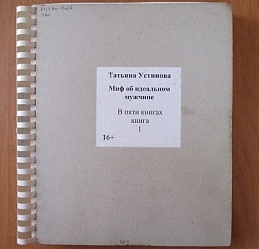 Татьяна Устинова
Миф об идеальном
мужчине
В пяти книгах
книга
1
16+